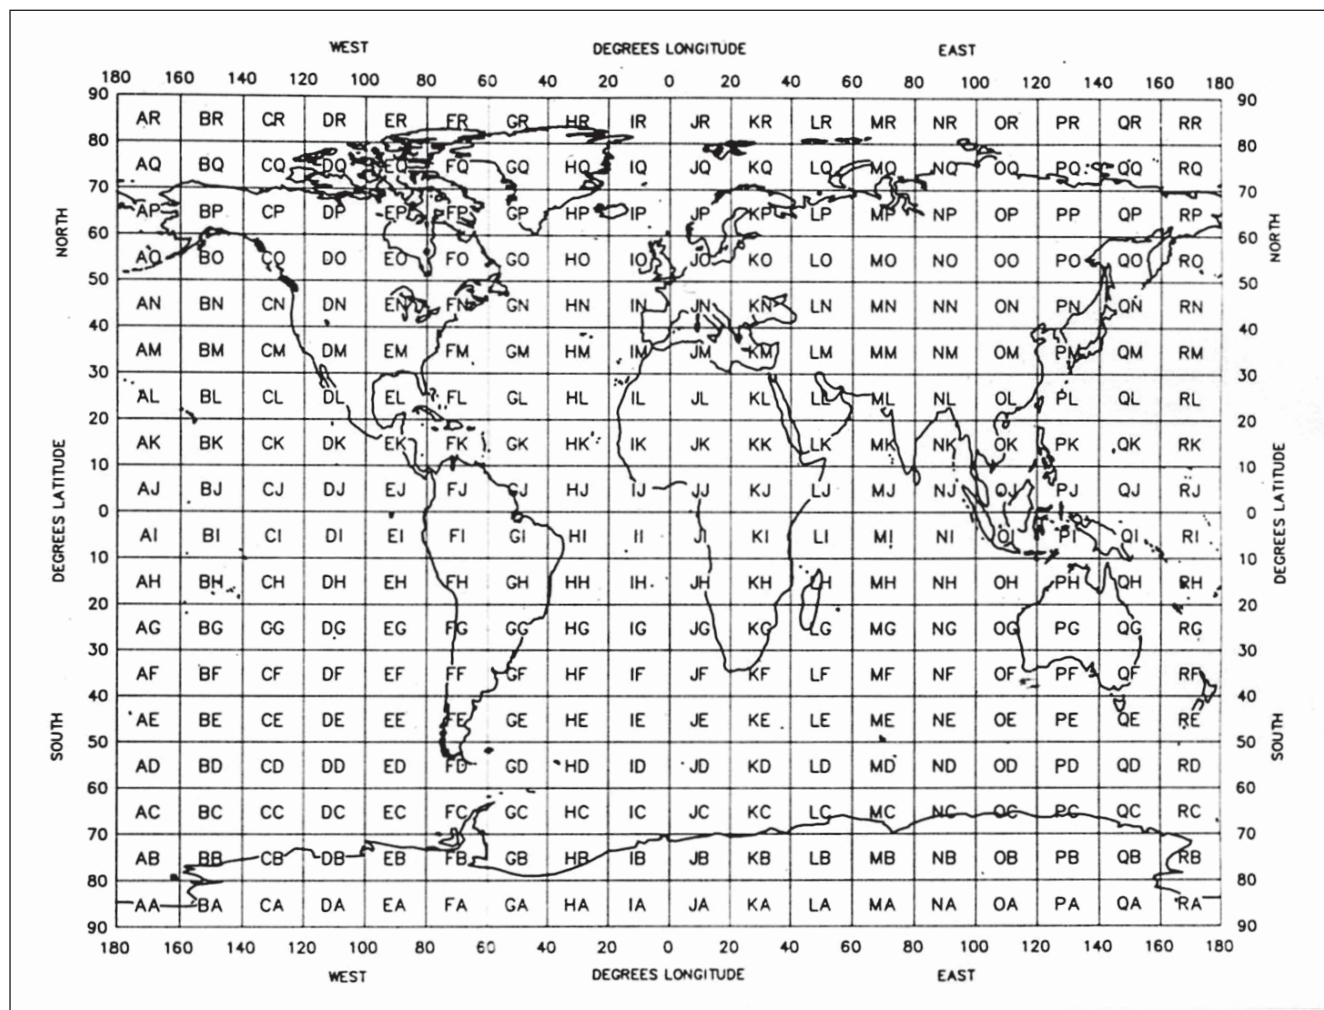 WEST DEGREES LONGITUDE EAST
180 160 140 120 100 80 60 40 20 0 20 40 60 80 100 120 140 160 180
90 90
AR BR CR DR ER FR GR HR IR JR KR LR MR NR OR PR QR RR
80 80
AQ BQ CQ DQ EQ FQ GQ HQ IQ JQ KQ LQ MQ NQ OQ PQ QQ RQ
70 70
AP BP CP DP EP FP GP HP IP JP KP LP MP NP OP PP QP RP
60 60
NORTH NORTH
AO BO CO DO EO FO GO HO IO JO KO LO MO NO OO PO QO RO
50 50
AN BN CN DN EN FN GN HN IN JN KN LN MN NN ON PN QN RN
40 40
AM BM CM DM EM FM GM HM IM JM KM LM MM NM OM PM QM RM
30 30
AL BL CL DL EL FL GL HL IL JL KL LL ML NL OL PL QL RL
20 20
AK BK CK DK EK FK GK HK IK JK KK LK MK NK OK PK QK RK
10 10
AJ BJ CJ DJ EJ FJ GJ HJ IJ JJ KJ LJ MJ NJ OJ PJ QJ RJ
0 0
DEGREES LATITUDE DEGREES LATITUDE
AI BI CI DI EI FI GI HI II JI KI LI MI NI OI PI QI RI
10 10
AH BH CH DH EH FH GH HH IH JH KH LH MH NH OH PH QH RH
20 20
AG BG GG DG EG FG GG HG IG JG KG LG MG NG OG PG QG RG
30 30
AF BF CF DF EF FF GF HF IF JF KF LF MF NF OF PF QF RF
40 40
AE BE CE DE EE FE GE HE IE JE KE LE ME NE OE PE QE RE
SOUTH SOUTH
50 50
AD BD CD DD ED FD GD HD ID JD KD LD MD ND OD PD QD RD
60 60
AC BC CC DC EC FC GC HC IC JC KC LC MC NC OC PC QC RC
70 70
AB BB CB DB EB FB GB HB IB JB KB LB MB NB OB PB QB RB
80 80
AA BA CA DA EA FA GA HA IA JA KA LA MA NA OA PA QA RA
90 90
180 160 140 120 100 80 60 40 20 0 20 40 60 80 100 120 140 160 180
WEST DEGREES LONGITUDE EAST